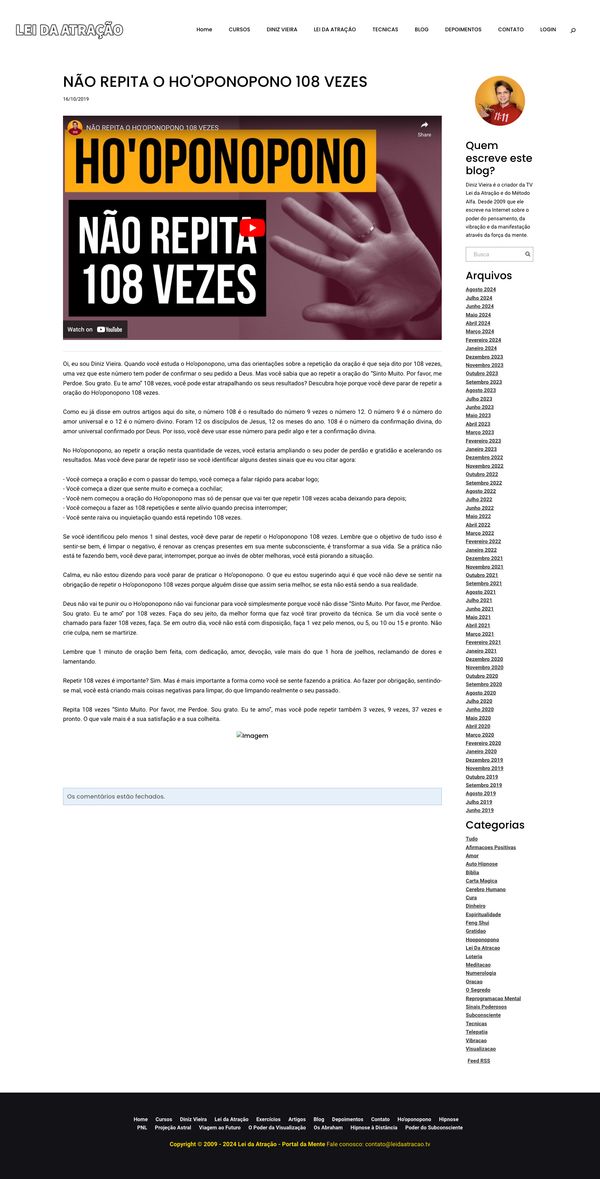 LEI DA ATRAÇÃO
Home CURSOS DINIZ VIEIRA LEI DA ATRAÇÃO TECNICAS BLOG DEPOIMENTOS CONTATO LOGIN
NÃO REPITA O HO'OPONOPONO 108 VEZES
16/10/2019
NÃO REPITA O HO'OPONOPONO 108 VEZES
Share
HO'OPONOPONO
NÃO REPITA
108 VEZES
Watch on YouTube
Oi, eu sou Diniz Vieira. Quando você estuda o Ho'oponopono, uma das orientações sobre a repetição da oração é que seja dito por 108 vezes,
uma vez que este número tem poder de confirmar o seu pedido a Deus. Mas você sabia que ao repetir a oração do "Sinto Muito. Por favor, me
Perdoe. Sou grato. Eu te amo" 108 vezes, você pode estar atrapalhando os seus resultados? Descubra hoje porque você deve parar de repetir a
oração do Ho'oponopono 108 vezes.
Como eu já disse em outros artigos aqui do site, o número 108 é o resultado do número 9 vezes o número 12. O número 9 é o número do
amor universal e o 12 é o número divino. Foram 12 os discípulos de Jesus, 12 os meses do ano, 108 é o número da confirmação divina, do
amor universal confirmado por Deus. Por isso, você deve usar esse número para pedir algo e ter a confirmação divina.
No Ho'oponopono, ao repetir a oração nesta quantidade de vezes, você estaria ampliando o seu poder de perdão e gratidão e acelerando os
resultados. Mas você deve parar de repetir isso se você identificar alguns destes sinais que eu vou citar agora:
- Você começa a oração e com o passar do tempo, você começa a falar rápido para acabar logo;
- Você começa a dizer que sente muito e começa a cochilar;
- Você nem começou a oração do Ho'oponopono mas só de pensar que vai ter que repetir 108 vezes acaba deixando para depois;
- Você começou a fazer as 108 repetições e sente alívio quando precisa interromper;
- Você sente raiva ou inquietação quando está repetindo 108 vezes.
Se você identificou pelo menos 1 sinal destes, você deve parar de repetir o Ho'oponopono 108 vezes. Lembre que o objetivo de tudo isso é
sentir-se bem, é limpar o negativo, é renovar as crenças presentes em sua mente subconsciente, é transformar a sua vida. Se a prática não
está te fazendo bem, você deve parar, interromper, porque ao invés de obter melhoras, você está piorando a situação.
Calma, eu não estou dizendo para você parar de praticar o Ho'oponopono. O que eu estou sugerindo aqui é que você não deve se sentir na
obrigação de repetir o Ho'oponopono 108 vezes porque alguém disse que assim seria melhor, se esta não está sendo a sua realidade.
Deus não vai te punir ou o Ho'oponopono não vai funcionar para você simplesmente porque você não disse "Sinto Muito. Por favor, me Perdoe.
Sou grato. Eu te amo" por 108 vezes. Faça do seu jeito, da melhor forma que faz você tirar proveito da técnica. Se um dia você sente o
chamado para fazer 108 vezes, faça. Se em outro dia, você não está com disposição, faça 1 vez pelo menos, ou 5, ou 10 ou 15 e pronto. Não
crie culpa, nem se martirize.
Lembre que 1 minuto de oração bem feita, com dedicação, amor, devoção, vale mais do que 1 hora de joelhos, reclamando de dores e
lamentando.
Repetir 108 vezes é importante? Sim. Mas é mais importante a forma como você se sente fazendo a prática. Ao fazer por obrigação, sentindo-
se mal, você está criando mais coisas negativas para limpar, do que limpando realmente o seu passado.
Repita 108 vezes "Sinto Muito. Por favor, me Perdoe. Sou grato. Eu te amo", mas você pode repetir também 3 vezes, 9 vezes, 37 vezes e
pronto. O que vale mais é a sua satisfação e a sua colheita.
Imagem
Os comentários estão fechados.
11:11
Quem
escreve este
blog?
Diniz Vieira é o criador da TV
Lei da Atração e do Método
Alfa. Desde 2009 que ele
escreve na Internet sobre o
poder do pensamento, da
vibração e da manifestação
através da força da mente.
Busca
Arquivos
Agosto 2024
Julho 2024
Junho 2024
Maio 2024
Abril 2024
Março 2024
Fevereiro 2024
Janeiro 2024
Dezembro 2023
Novembro 2023
Outubro 2023
Setembro 2023
Agosto 2023
Julho 2023
Junho 2023
Maio 2023
Abril 2023
Março 2023
Fevereiro 2023
Janeiro 2023
Dezembro 2022
Novembro 2022
Outubro 2022
Setembro 2022
Agosto 2022
Julho 2022
Junho 2022
Maio 2022
Abril 2022
Março 2022
Fevereiro 2022
Janeiro 2022
Dezembro 2021
Novembro 2021
Outubro 2021
Setembro 2021
Agosto 2021
Julho 2021
Junho 2021
Maio 2021
Abril 2021
Março 2021
Fevereiro 2021
Janeiro 2021
Dezembro 2020
Novembro 2020
Outubro 2020
Setembro 2020
Agosto 2020
Julho 2020
Junho 2020
Maio 2020
Abril 2020
Março 2020
Fevereiro 2020
Janeiro 2020
Dezembro 2019
Novembro 2019
Outubro 2019
Setembro 2019
Agosto 2019
Julho 2019
Junho 2019
Categorias
Tudo
Afirmacoes Positivas
Amor
Auto Hipnose
Biblia
Carta Magica
Cerebro Humano
Cura
Dinheiro
Espiritualidade
Feng Shui
Gratidao
Hooponopono
Lei Da Atracao
Loteria
Meditacao
Numerologia
Oracao
O Segredo
Reprogramacao Mental
Sinais Poderosos
Subconsciente
Tecnicas
Telepatia
Vibracao
Visualizacao
Feed RSS
Home Cursos Diniz Vieira Lei da Atração Exercícios Artigos Blog Depoimentos Contato Ho'oponopono Hipnose
PNL Projeção Astral Viagem ao Futuro O Poder da Visualização Os Abraham Hipnose à Distância Poder do Subconsciente
Copyright © 2009 - 2024 Lei da Atração - Portal da Mente Fale conosco: contato@leidaatracao.tv